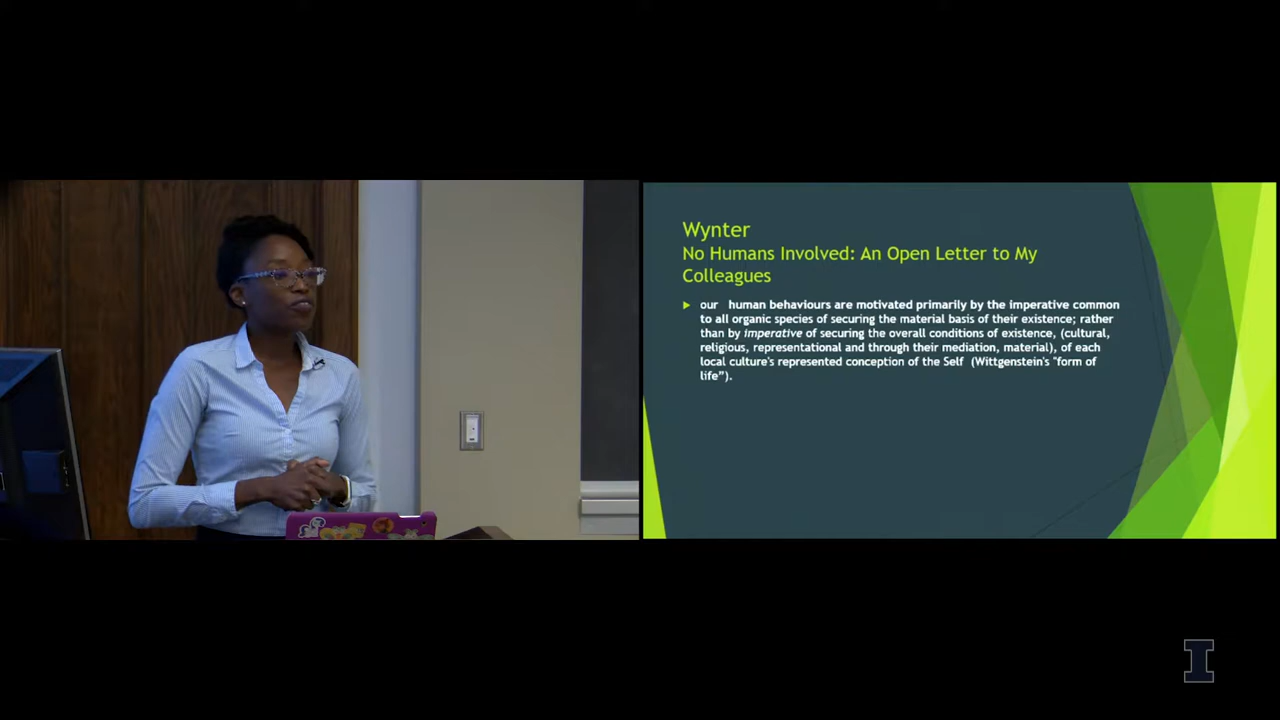 Wynter
No Humans Involved: An Open Letter to My
Colleagues
our human behaviours are motivated primarily by the imperative common
to all organic species of securing the material basis of their existence; rather
than by imperative of securing the overall conditions of existence, (cultural,
religious, representational and through their mediation, material), of each
local culture's represented conception of the Self (Wittgenstein's "form of
life”).
I